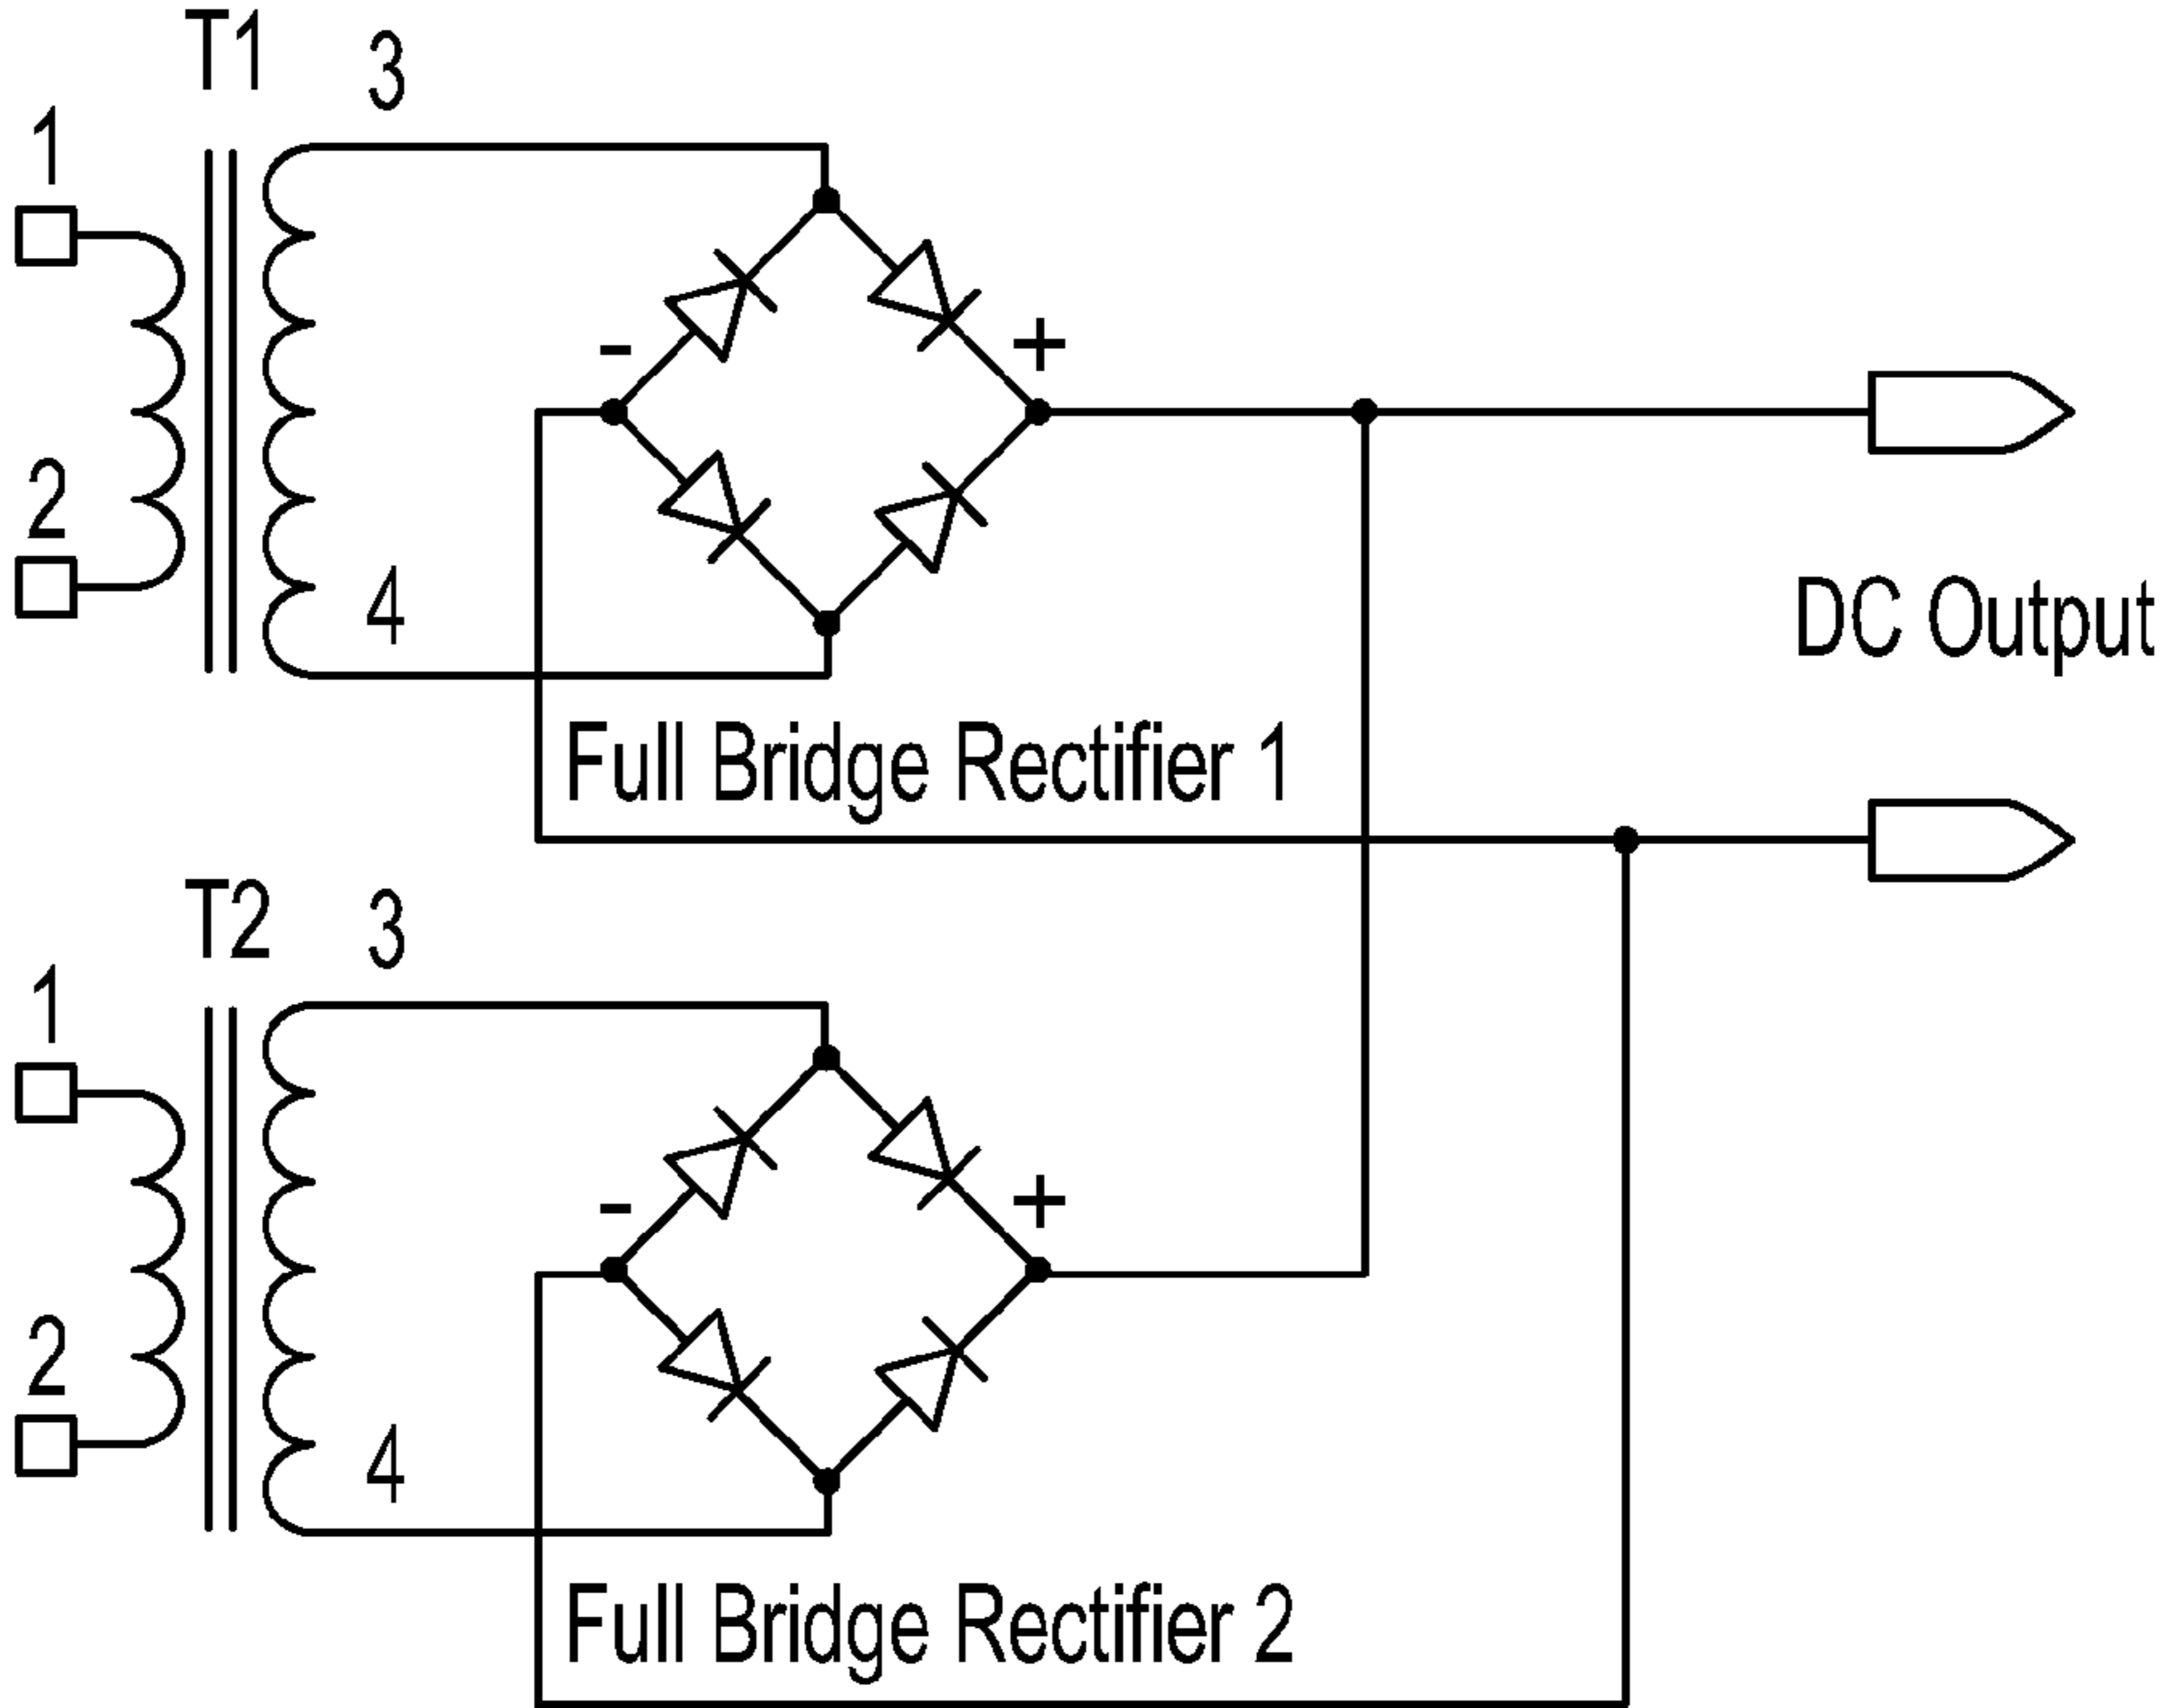 T1
3
1
-
+
2
4
DC Output
Full Bridge Rectifier 1
T2
3
1
-
+
2
4
Full Bridge Rectifier 2